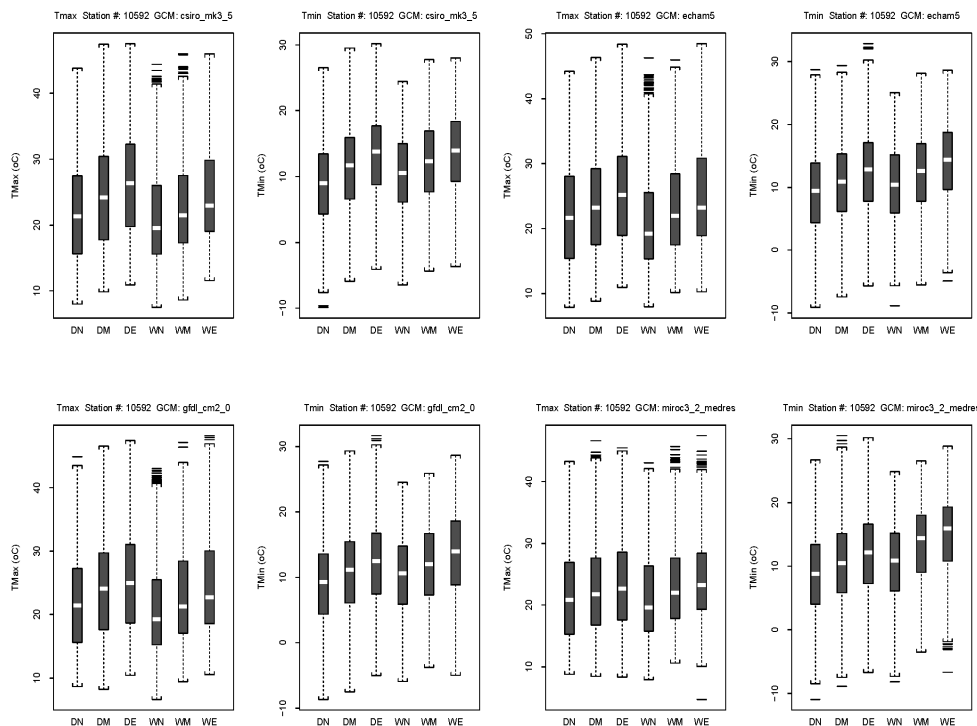 Tmax Station #: 10592 GCM: csiro_mk3_5
TMax (oC)
40
30
20
10
DN DM DE WN WM WE
Tmin Station #: 10592 GCM: csiro_mk3_5
TMin (oC)
30
20
10
0
−10
DN DM DE WN WM WE
Tmax Station #: 10592 GCM: echam5
TMax (oC)
50
40
30
20
10
DN DM DE WN WM WE
Tmin Station #: 10592 GCM: echam5
TMin (oC)
30
20
10
0
−10
DN DM DE WN WM WE
Tmax Station #: 10592 GCM: gfdl_cm2_0
TMax (oC)
40
30
20
10
DN DM DE WN WM WE
Tmin Station #: 10592 GCM: gfdl_cm2_0
TMin (oC)
30
20
10
0
−10
DN DM DE WN WM WE
Tmax Station #: 10592 GCM: miroc3_2_medres
TMax (oC)
40
30
20
10
DN DM DE WN WM WE
Tmin Station #: 10592 GCM: miroc3_2_medres
TMin (oC)
30
20
10
0
−10
DN DM DE WN WM WE